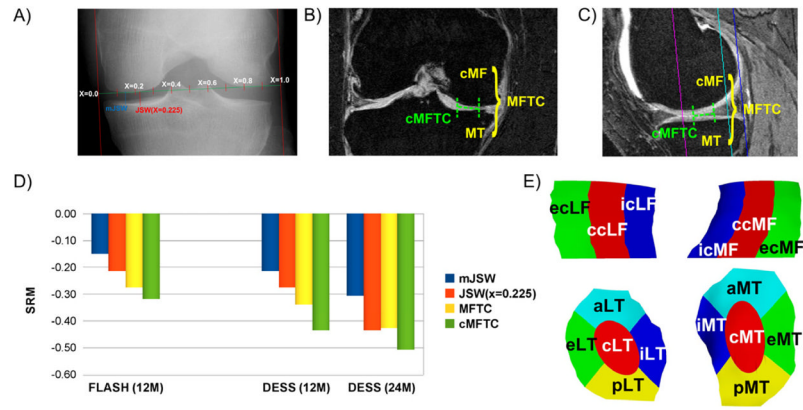 A)
X=0.0
X=0.2
X=0.4
X=0.6
X=0.8
X=1.0
mJSW
JSW(X=0.225)
B)
cMF
MFTC
cMFTC
MT
C)
cMF
MFTC
cMFTC
MT
D)
0.00
-0.10
-0.20
-0.30
-0.40
-0.50
-0.60
SRM
FLASH (12M)
DESS (12M)
DESS (24M)
mJSW
JSW(x=0.225)
MFTC
cMFTC
E)
ecLF
ccLF
icLF
icMF
ccMF
ecMF
aLT
eLT
cLT
iLT
pLT
aMT
iMT
cMT
eMT
pMT